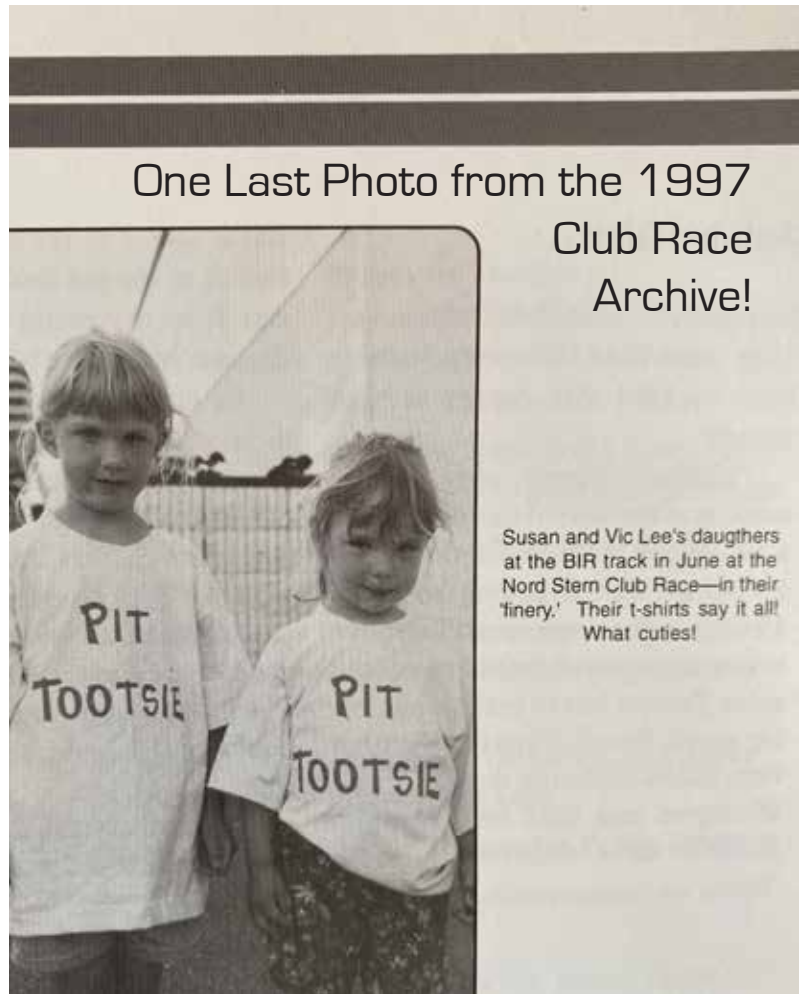 One Last Photo from the 1997
Club Race
Archive!
Susan and Vic Lee's daugthers
at the BIR track in June at the
Nord Stern Club Race—in their
'finery.' Their t-shirts say it all!
What cuties!
PIT
TOOTSIE
PIT
TOOTSIE